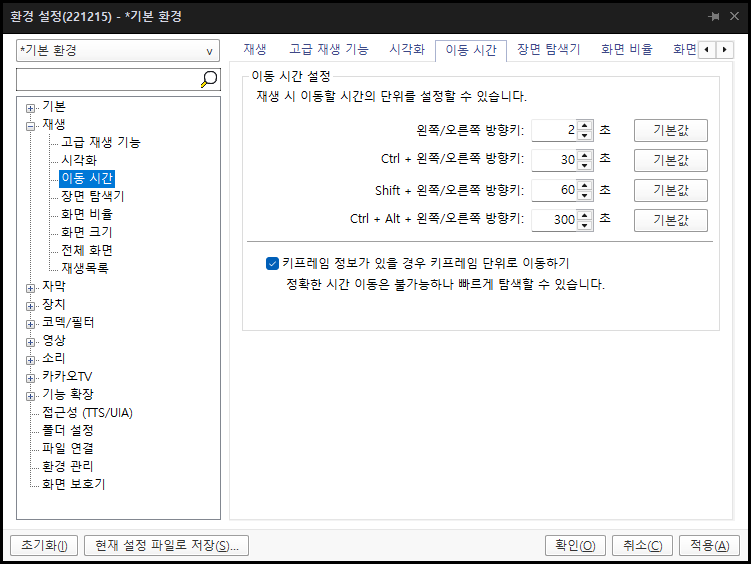 환경 설정(221215) - *기본 환경
*기본 환경
재생 고급 재생 기능 시각화 이동 시간 장면 탐색기 화면 비율 화면
기본
재생
고급 재생 기능
시각화
이동 시간
장면 탐색기
화면 비율
화면 크기
전체 화면
재생목록
자막
장치
코덱/필터
영상
소리
카카오TV
기능 확장
접근성 (TTS/UIA)
폴더 설정
파일 연결
환경 관리
화면 보호기
이동 시간 설정
재생 시 이동할 시간의 단위를 설정할 수 있습니다.
왼쪽/오른쪽 방향키: 2 초 기본값
Ctrl + 왼쪽/오른쪽 방향키: 30 초 기본값
Shift + 왼쪽/오른쪽 방향키: 60 초 기본값
Ctrl + Alt + 왼쪽/오른쪽 방향키: 300 초 기본값
키프레임 정보가 있을 경우 키프레임 단위로 이동하기
정확한 시간 이동은 불가능하나 빠르게 탐색할 수 있습니다.
초기화(I) 현재 설정 파일로 저장(S)... 확인(O) 취소(C) 적용(A)